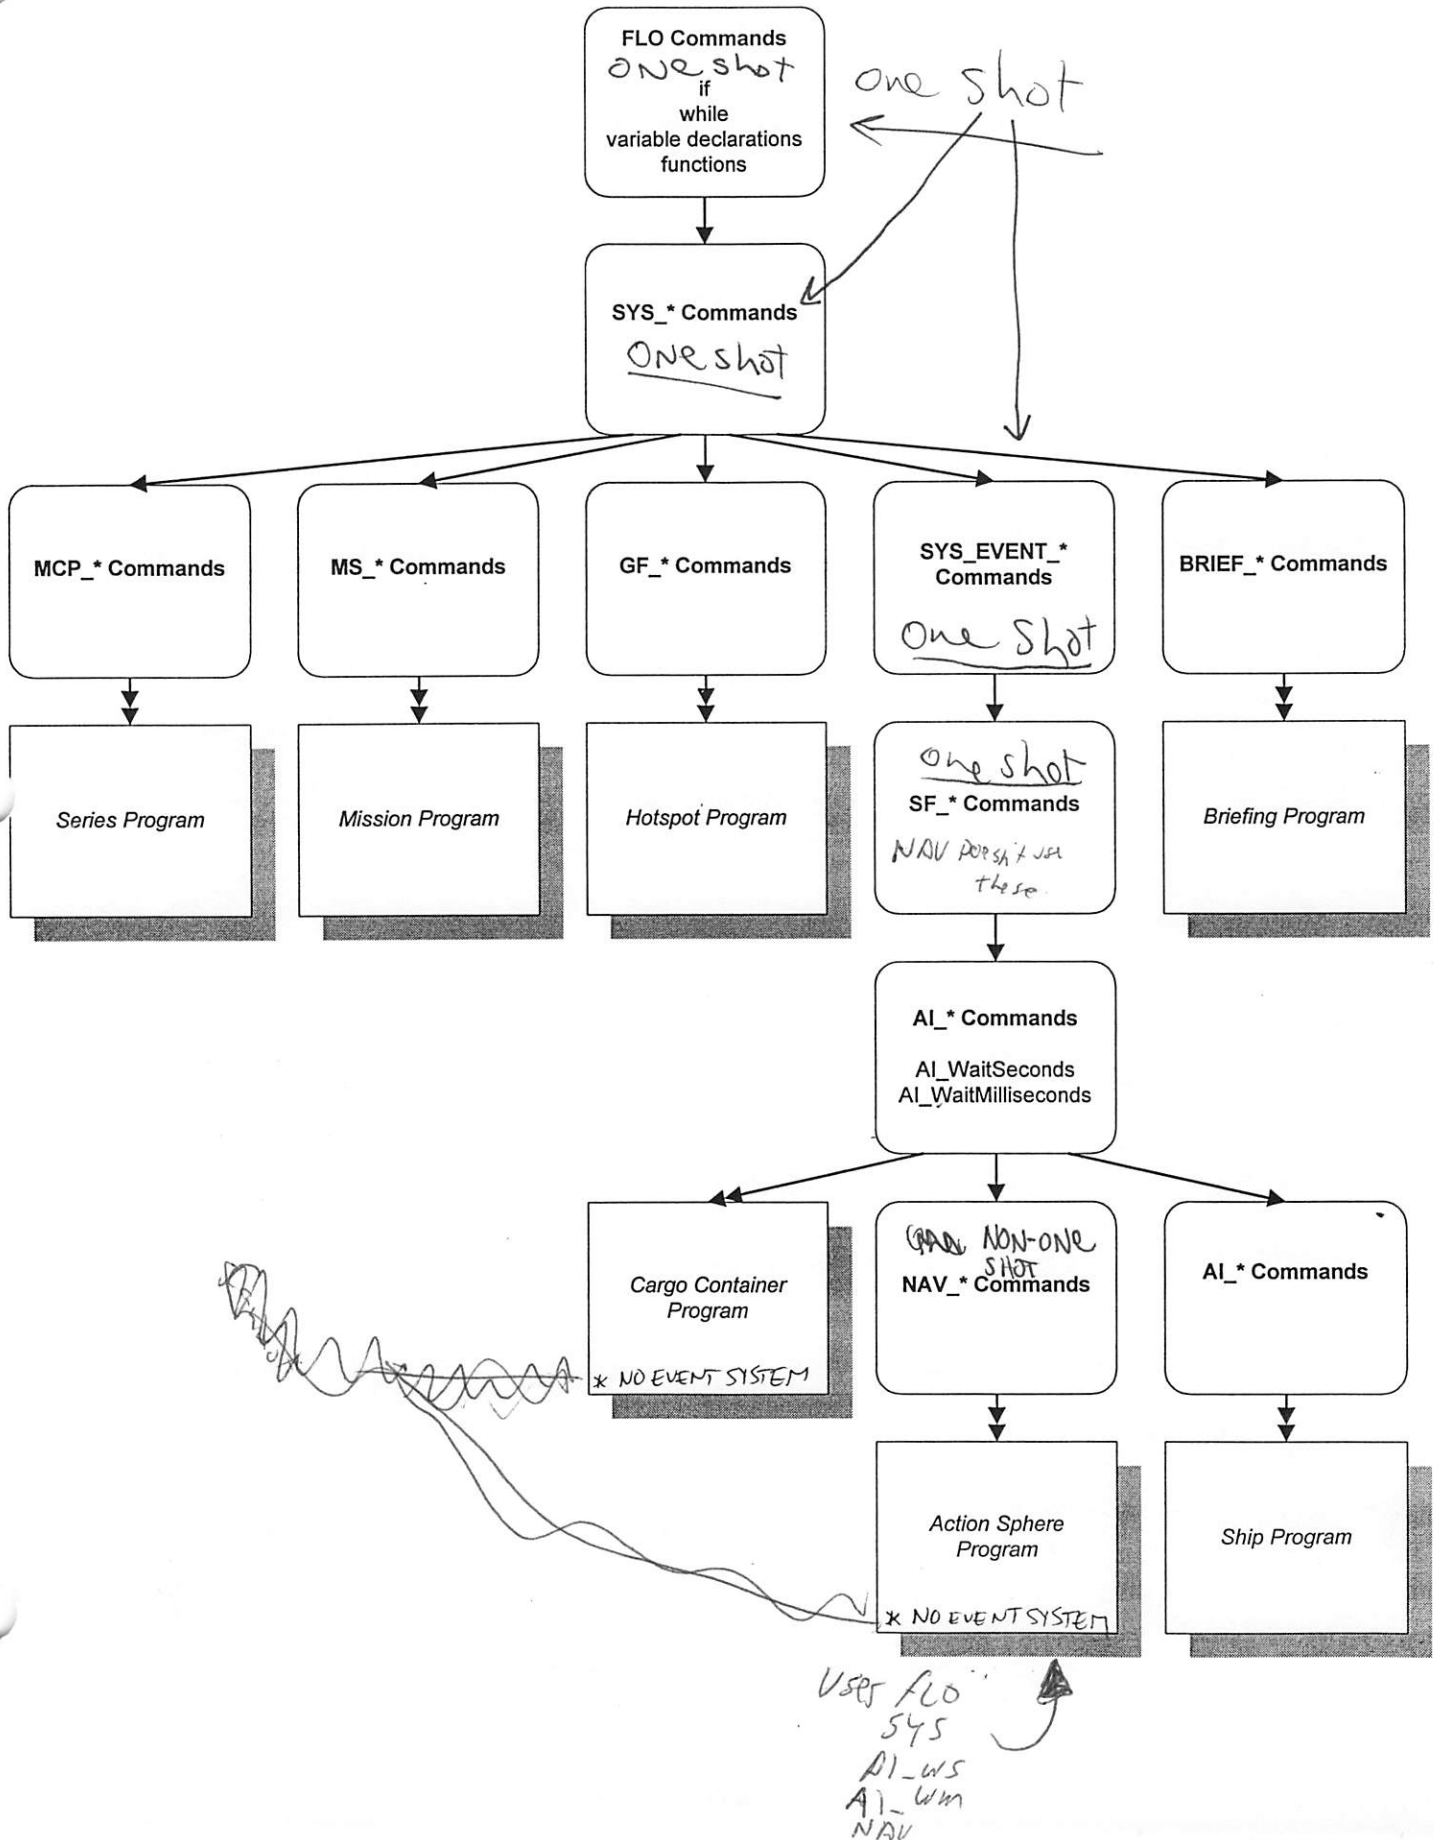 FLO Commands
ONe shot
if
while
variable declarations
functions
one shot
SYS_* Commands
ONe shot
MCP_* Commands
MS_* Commands
GF_* Commands
SYS_EVENT_*
Commands
One Shot
BRIEF_* Commands
Series Program
Mission Program
Hotspot Program
one shot
SF_* Commands
NAV Doesn't use
these.
Briefing Program
AI_* Commands
AI_WaitSeconds
AI_WaitMilliseconds
Cargo Container
Program
* NO EVENT SYSTEM
NON-ONe
SHOT
NAV_* Commands
AI_* Commands
Action Sphere
Program
* NO EVENT SYSTEM
Ship Program
Uses FLO
SYS
AI_WS
AI_WM
NAV